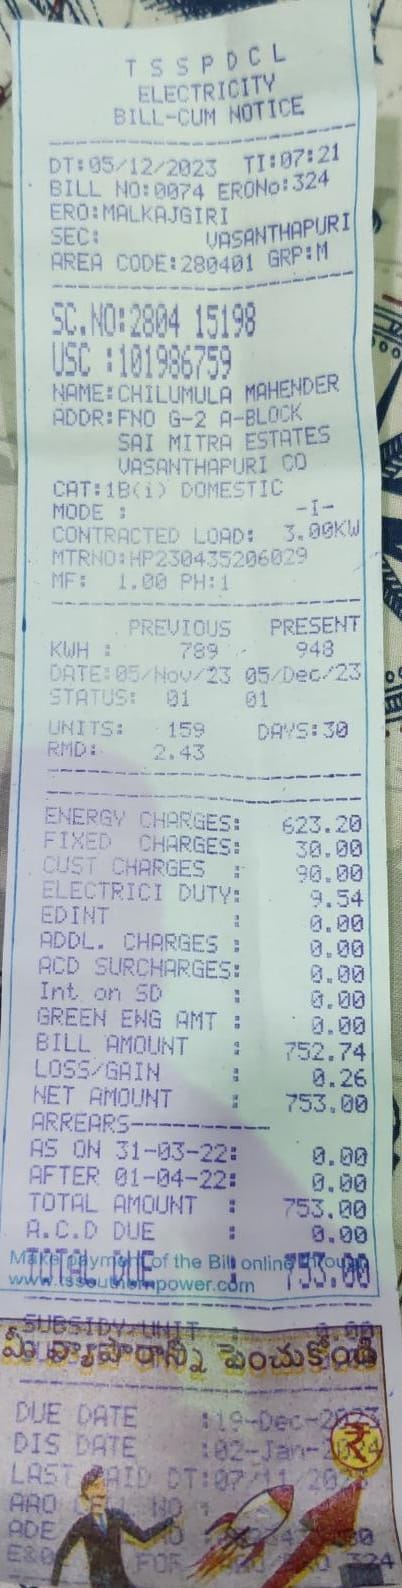 T S S P D C L
ELECTRICITY
BILL-CUM NOTICE
DT:05/12/2023 TI:07:21
BILL NO:0074 ERONo:324
ERO:MALKAJGIRI
SEC: VASANTHAPURI
AREA CODE:280401 GRP:M
SC.NO:2804 15198
USC :101986759
NAME:CHILUMULA MAHENDER
ADDR:FNO G-2 A-BLOCK
SAI MITRA ESTATES
VASANTHAPURI CO
CAT:1B(i) DOMESTIC
MODE : -I-
CONTRACTED LOAD: 3.00KW
MTRNO:HP230435206029
MF: 1.00 PH:1
PREVIOUS PRESENT
KWH : 789 948
DATE:05/Nov/23 05/Dec/23
STATUS: 01 01
UNITS: 159 DAYS:30
RMD: 2.43
ENERGY CHARGES: 623.20
FIXED CHARGES: 30.00
CUST CHARGES : 90.00
ELECTRICI DUTY: 9.54
EDINT : 0.00
ADDL. CHARGES : 0.00
ACD SURCHARGES: 0.00
Int on SD : 0.00
GREEN ENG AMT : 0.00
BILL AMOUNT : 752.74
LOSS/GAIN : 0.26
NET AMOUNT : 753.00
ARREARS-----------
AS ON 31-03-22: 0.00
AFTER 01-04-22: 0.00
TOTAL AMOUNT : 753.00
A.C.D DUE : 0.00
TOTAL DUE : 753.00
Make payment of the Bill online through
www.tssouthernpower.com
SUBSIDY/UNIT : 0.00
మీ వ్యాపారాన్ని పెంచుకోండి
DUE DATE :19-Dec-2023
DIS DATE :02-Jan-2024
LAST PAID DT:07/11/2023
AAO
ADE
FOR 324